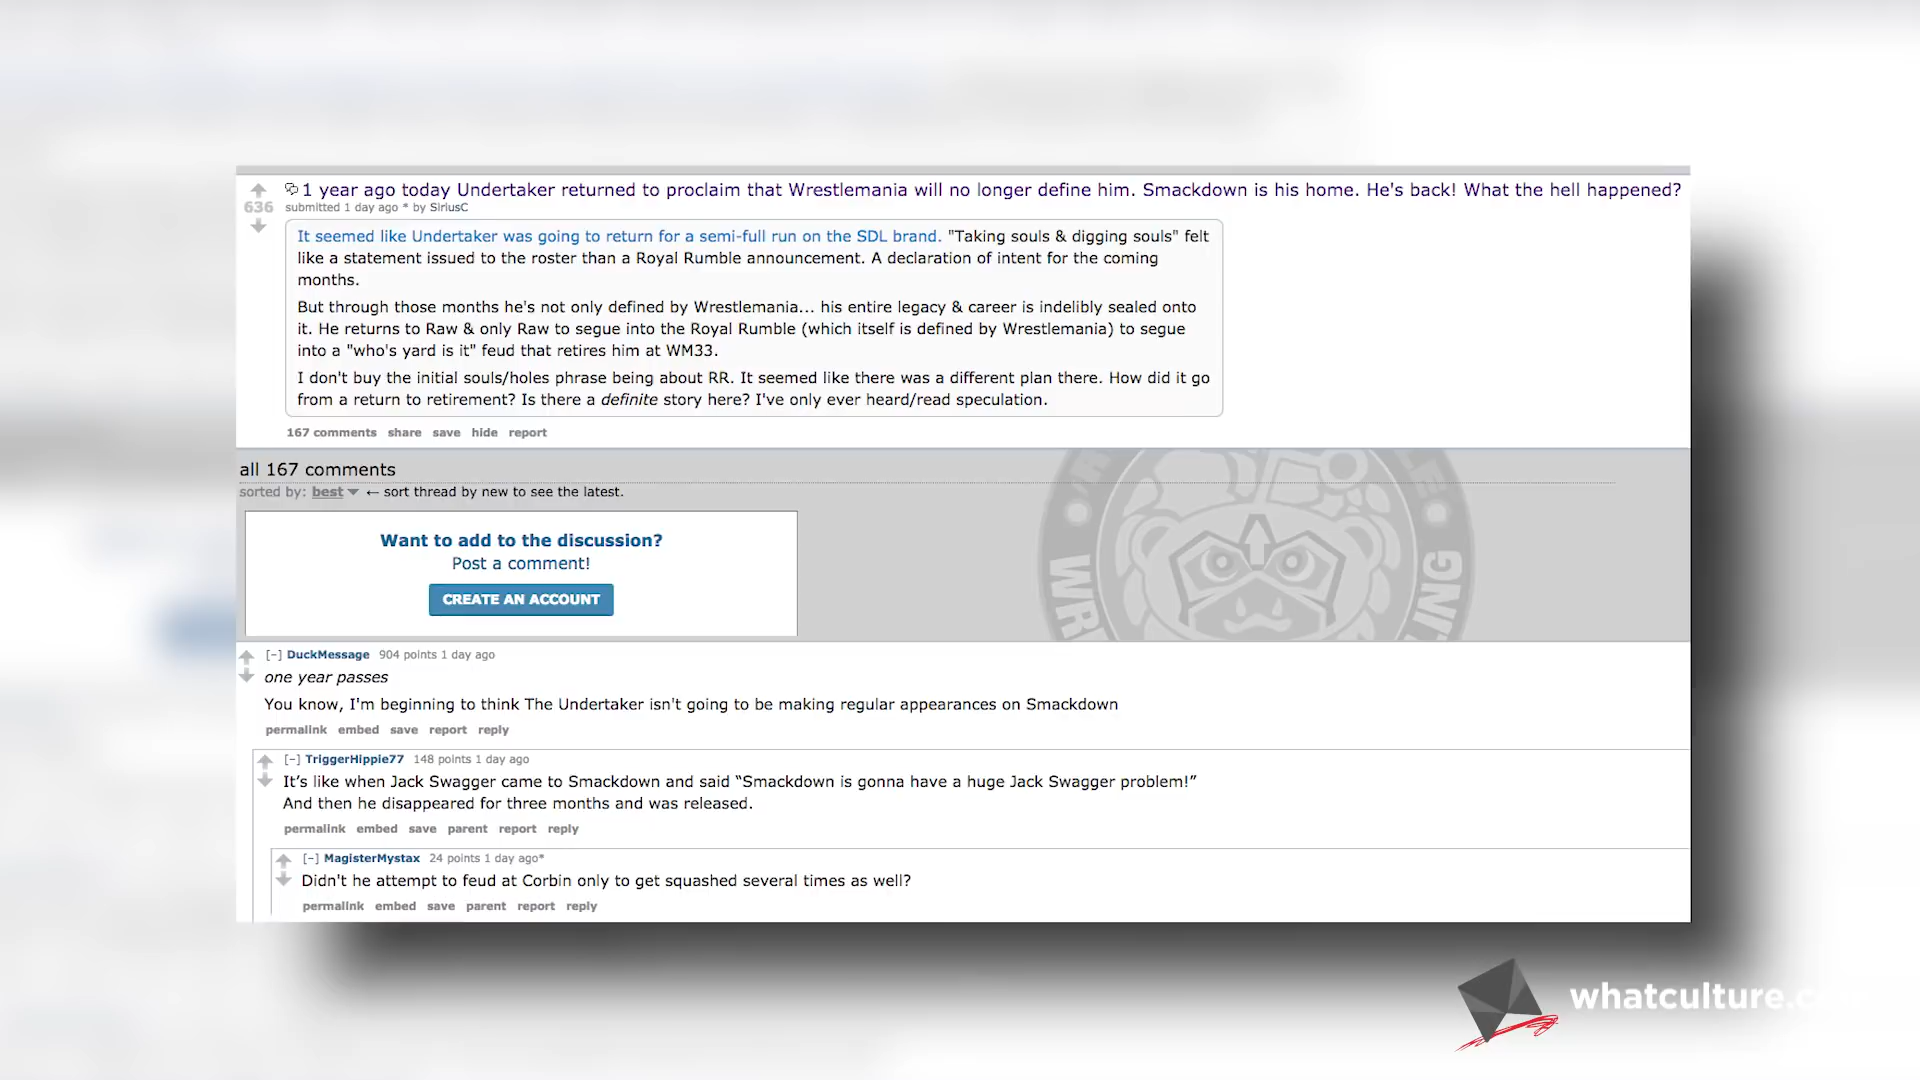 1 year ago today Undertaker returned to proclaim that Wrestlemania will no longer define him. Smackdown is his home. He's back! What the hell happened?
636
submitted 1 day ago * by SiriusC
It seemed like Undertaker was going to return for a semi-full run on the SDL brand. "Taking souls & digging souls" felt
like a statement issued to the roster than a Royal Rumble announcement. A declaration of intent for the coming
months.
But through those months he's not only defined by Wrestlemania... his entire legacy & career is indelibly sealed onto
it. He returns to Raw & only Raw to segue into the Royal Rumble (which itself is defined by Wrestlemania) to segue
into a "who's yard is it" feud that retires him at WM33.
I don't buy the initial souls/holes phrase being about RR. It seemed like there was a different plan there. How did it go
from a return to retirement? Is there a definite story here? I've only ever heard/read speculation.
167 comments share save hide report
all 167 comments
sorted by: best ← sort thread by new to see the latest.
Want to add to the discussion?
Post a comment!
CREATE AN ACCOUNT
[–] DuckMessage 904 points 1 day ago
one year passes
You know, I'm beginning to think The Undertaker isn't going to be making regular appearances on Smackdown
permalink embed save report reply
[–] TriggerHippie77 148 points 1 day ago
It’s like when Jack Swagger came to Smackdown and said “Smackdown is gonna have a huge Jack Swagger problem!”
And then he disappeared for three months and was released.
permalink embed save parent report reply
[–] MagisterMystax 24 points 1 day ago*
Didn't he attempt to feud at Corbin only to get squashed several times as well?
permalink embed save parent report reply
whatculture.c